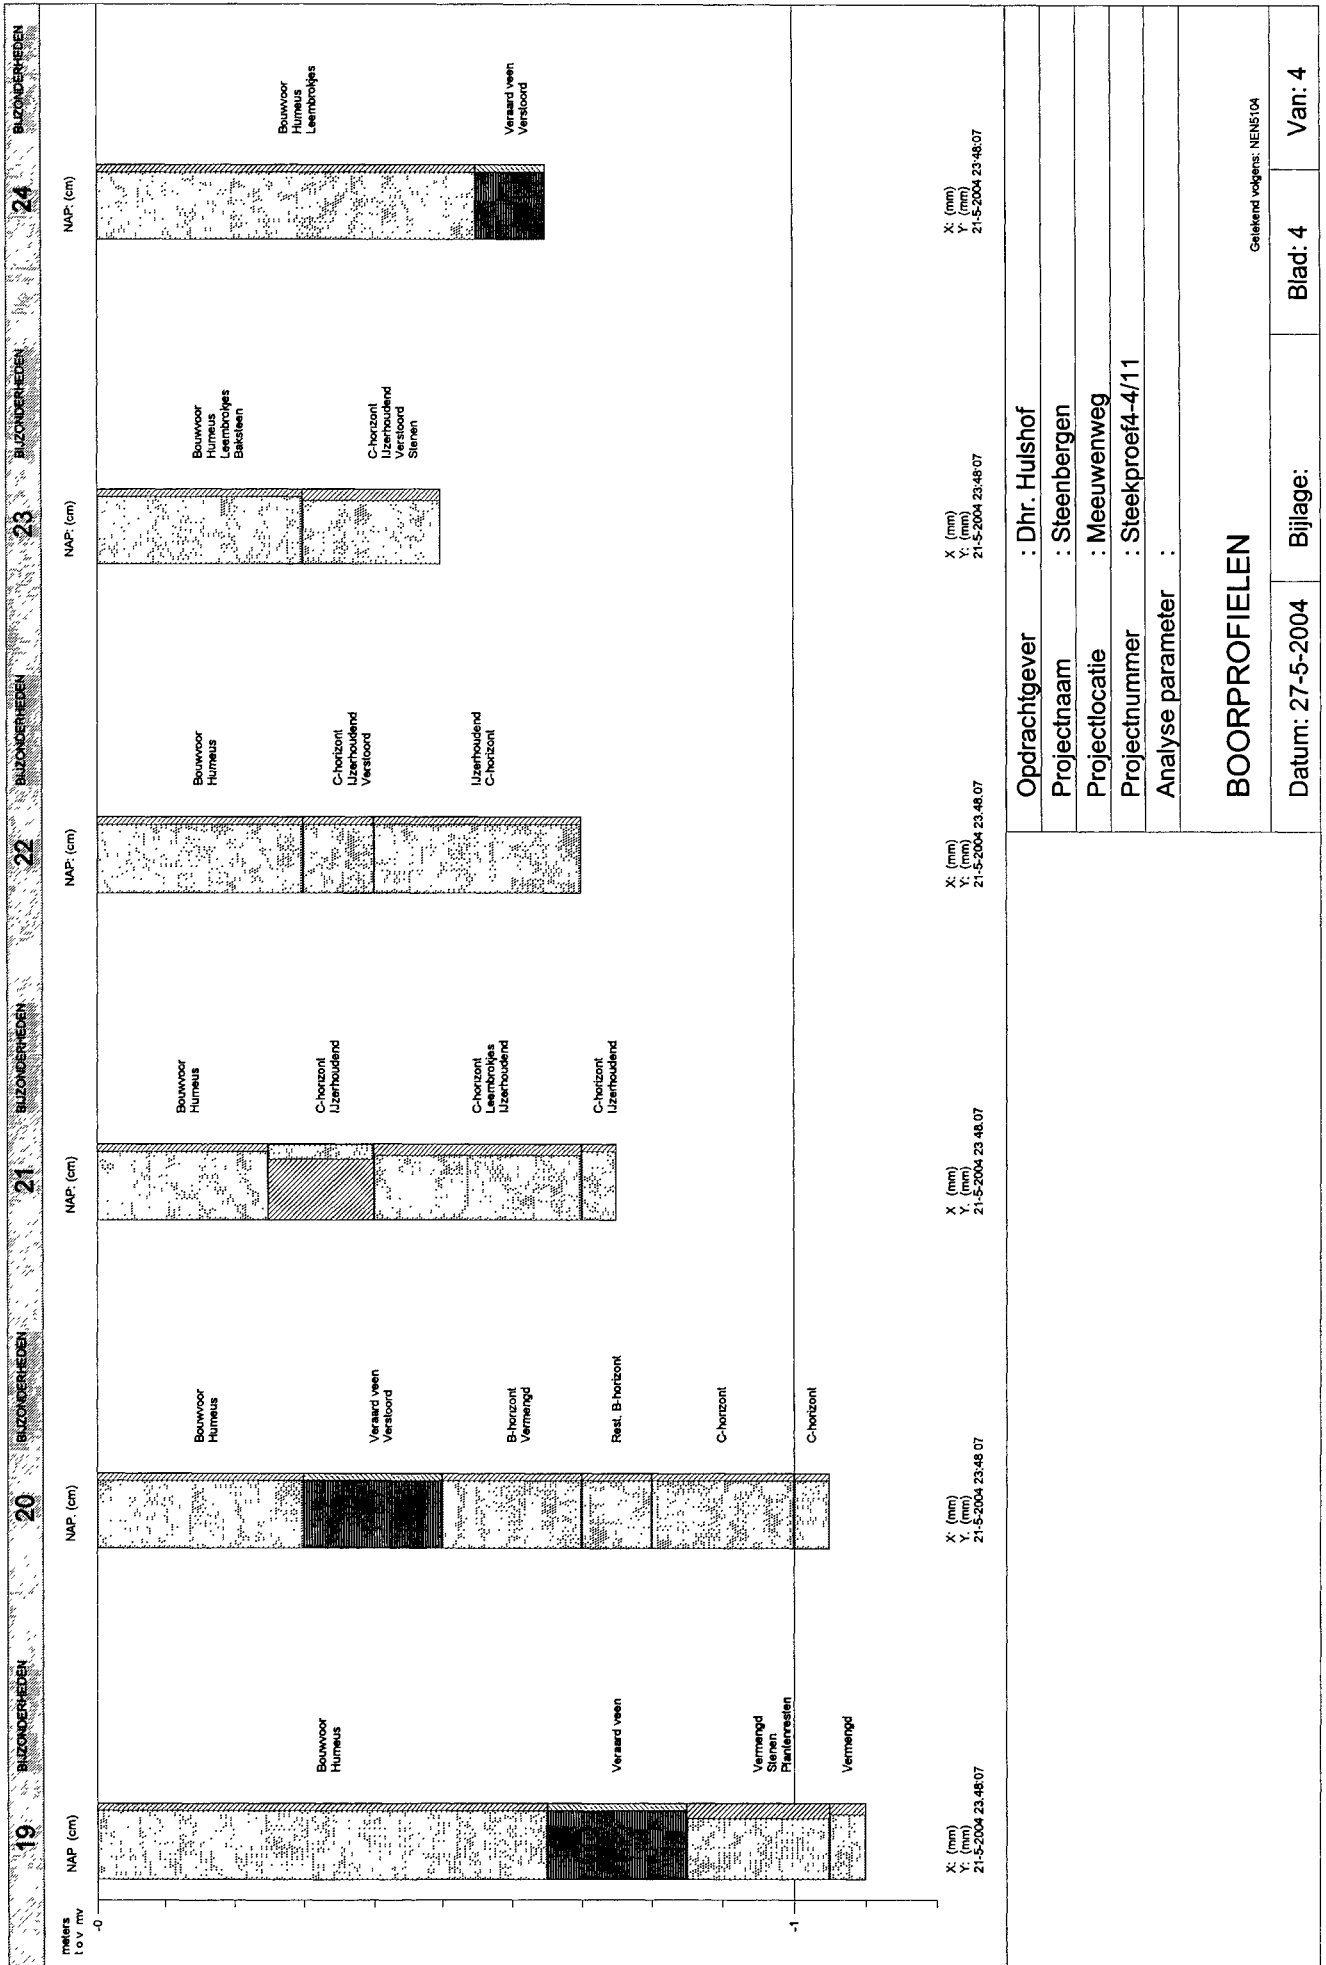 19 BIJZONDERHEDEN
20 BIJZONDERHEDEN
21 BIJZONDERHEDEN
22 BIJZONDERHEDEN
23 BIJZONDERHEDEN
24 BIJZONDERHEDEN
meters
t o v mv
-0
-1
NAP (cm)
Bouwvoor
Humeus
Veraard veen
Vermengd
Stenen
Plantenresten
Vermengd
X: (mm)
Y: (mm)
21-5-2004 23.48:07
NAP. (cm)
Bouwvoor
Humeus
Veraard veen
Verstoord
B-horizont
Vermengd
Rest. B-horizont
C-horizont
C-horizont
X· (mm)
Y. (mm)
21-5-2004 23:48 07
NAP: (cm)
Bouwvoor
Humeus
C-horizont
IJzerhoudend
C-horizont
Leembrokjes
IJzerhoudend
C-horizont
IJzerhoudend
X (mm)
Y. (mm)
21-5-2004 23 48.07
NAP: (cm)
Bouwvoor
Humeus
C-horizont
IJzerhoudend
Verstoord
IJzerhoudend
C-horizont
X: (mm)
Y: (mm)
21-5-2004 23.48.07
NAP: (cm)
Bouwvoor
Humeus
Leembrokjes
Baksteen
C-horizont
IJzerhoudend
Verstoord
Stenen
X (mm)
Y: (mm)
21-5-2004 23:48:07
NAP: (cm)
Bouwvoor
Humeus
Leembrokjes
Veraard veen
Verstoord
X: (mm)
Y· (mm)
21-5-2004 23:48:07
Opdrachtgever : Dhr. Hulshof
Projectnaam : Steenbergen
Projectlocatie : Meeuwenweg
Projectnummer : Steekproef4-4/11
Analyse parameter :
BOORPROFIELEN
Getekend volgens: NEN5104
Datum: 27-5-2004 Bijlage: Blad: 4 Van: 4